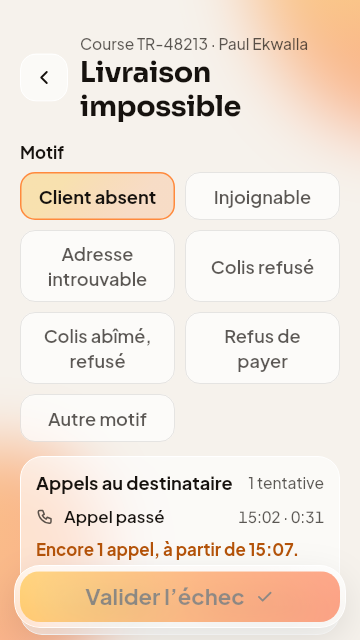 Course TR-48213 · Paul Ekwalla
Livraison
impossible
Motif
Client absent
Injoignable
Adresse
introuvable
Colis refusé
Colis abîmé,
refusé
Refus de
payer
Autre motif
Appels au destinataire
1 tentative
Appel passé
15:02 · 0:31
Encore 1 appel, à partir de 15:07.
Valider l’échec